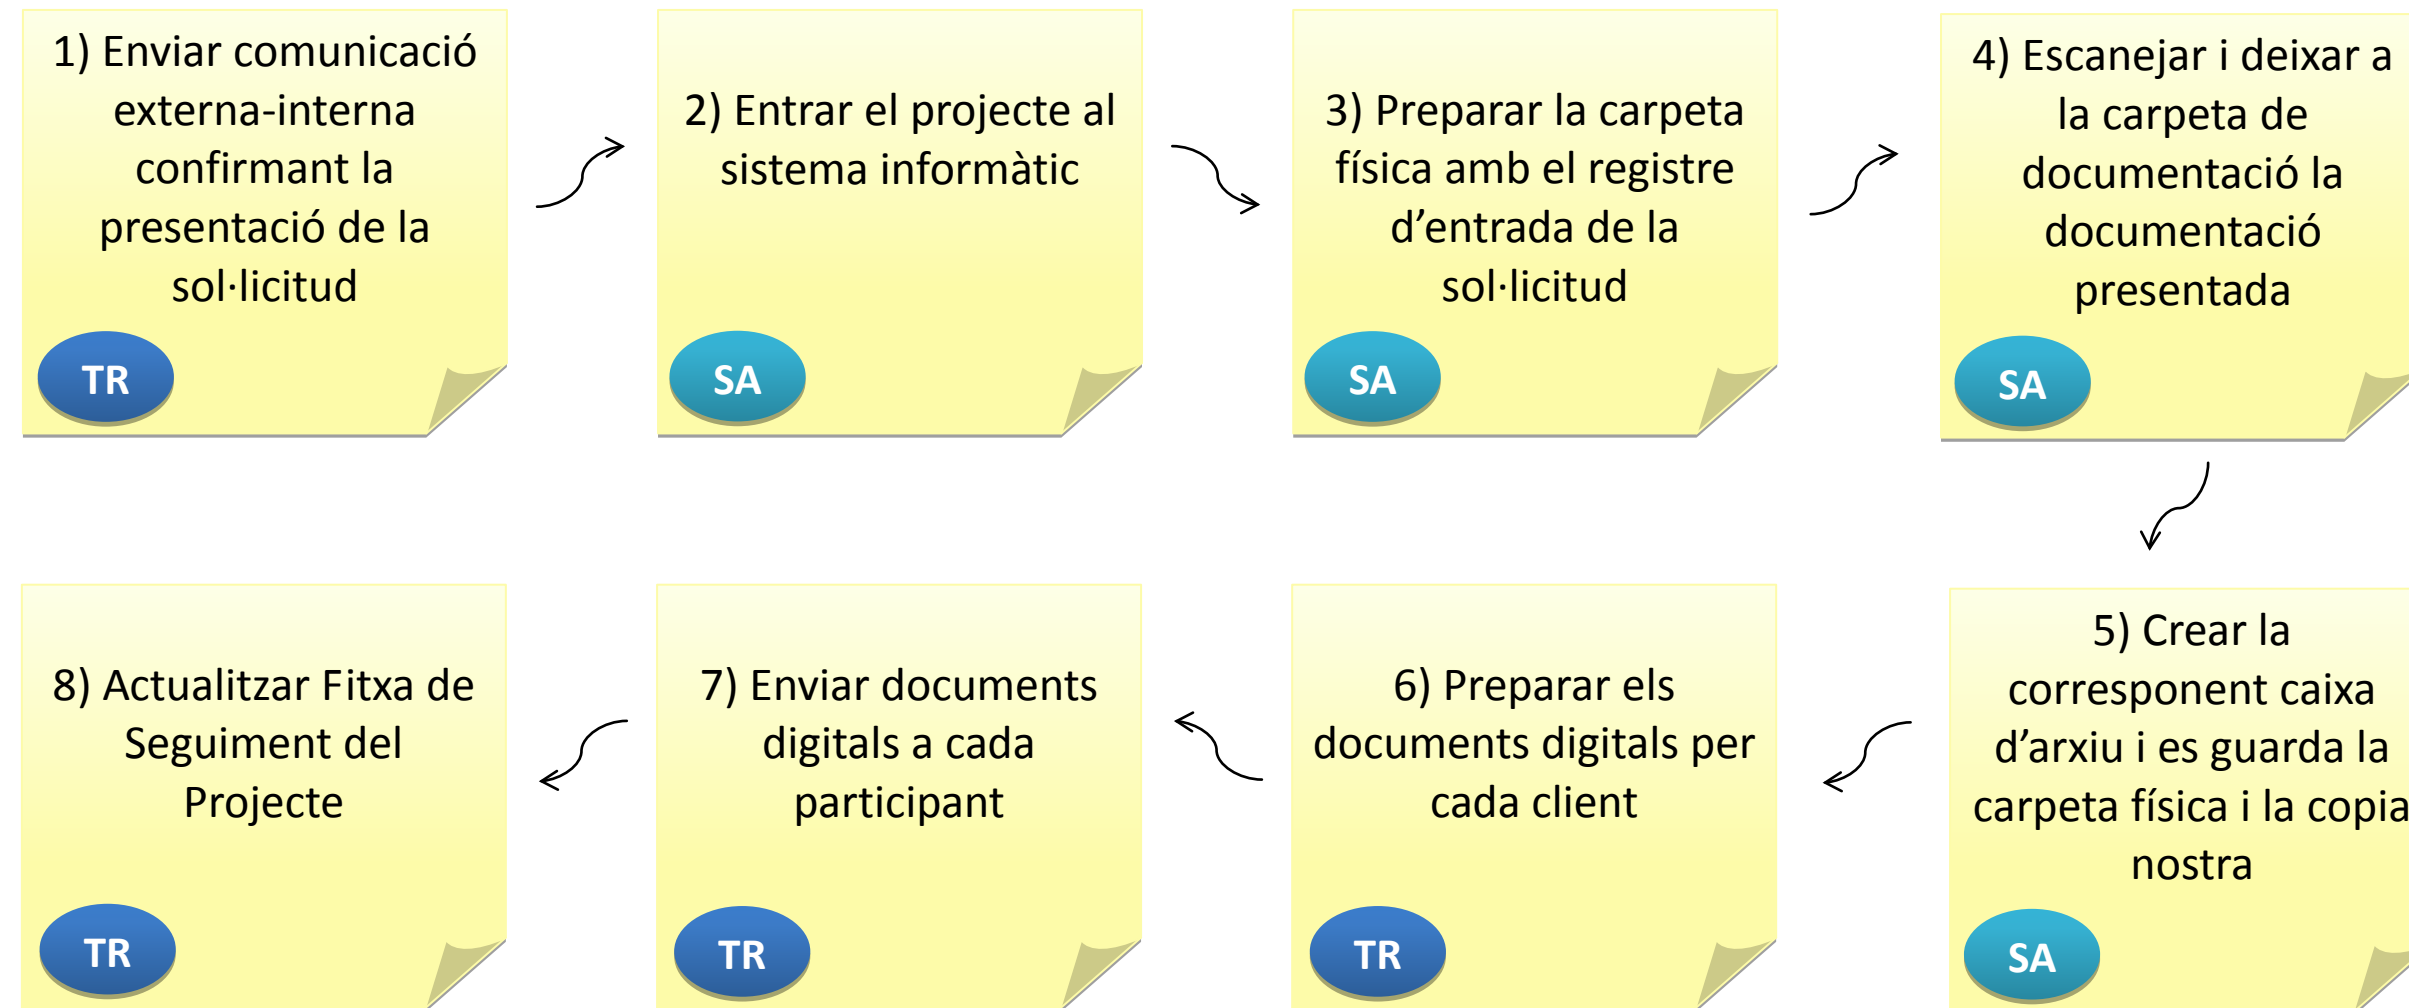 1) Enviar comunicació
externa-interna
confirmant la
presentació de la
sol·licitud
TR
2) Entrar el projecte al
sistema informàtic
SA
3) Preparar la carpeta
física amb el registre
d’entrada de la
sol·licitud
SA
4) Escanejar i deixar a
la carpeta de
documentació la
documentació
presentada
SA
5) Crear la
corresponent caixa
d’arxiu i es guarda la
carpeta física i la copia
nostra
SA
6) Preparar els
documents digitals per
cada client
TR
7) Enviar documents
digitals a cada
participant
TR
8) Actualitzar Fitxa de
Seguiment del
Projecte
TR